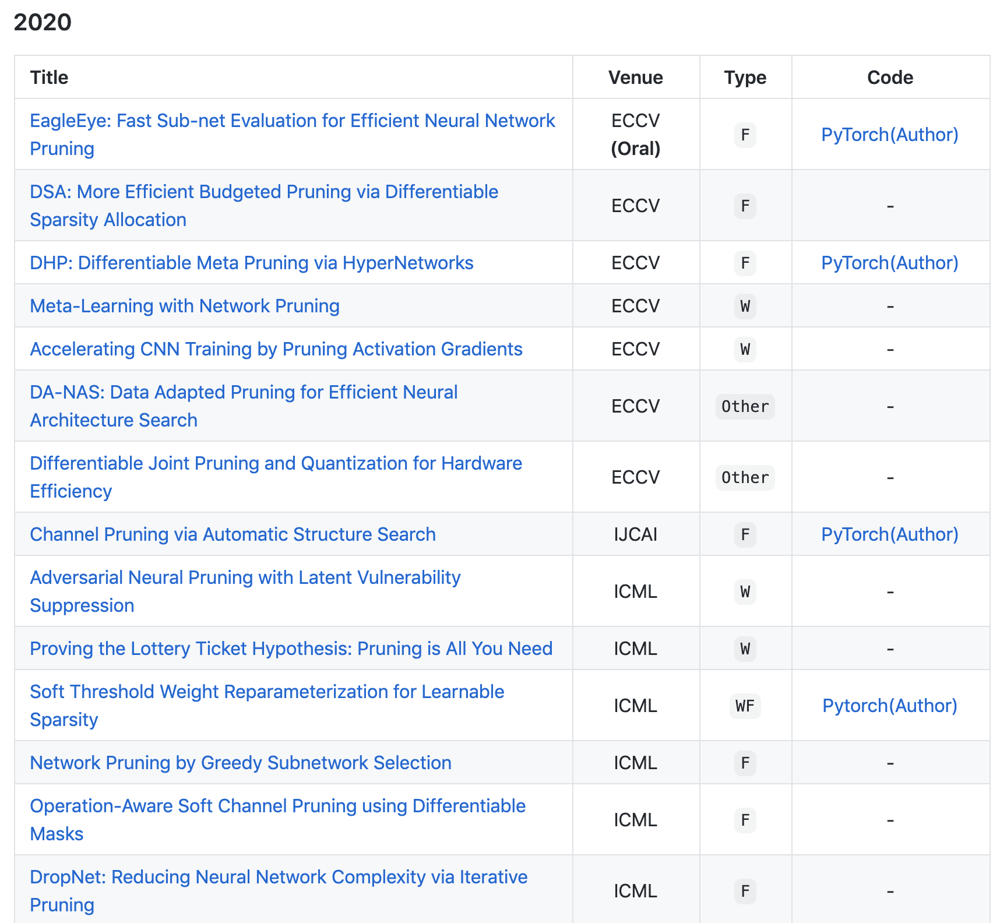 2020
Title Venue Type Code
EagleEye: Fast Sub-net Evaluation for Efficient Neural Network
Pruning
ECCV
(Oral)
F
PyTorch(Author)
DSA: More Efficient Budgeted Pruning via Differentiable
Sparsity Allocation
ECCV
F
-
DHP: Differentiable Meta Pruning via HyperNetworks ECCV F PyTorch(Author)
Meta-Learning with Network Pruning ECCV W -
Accelerating CNN Training by Pruning Activation Gradients ECCV W -
DA-NAS: Data Adapted Pruning for Efficient Neural
Architecture Search
ECCV
Other
-
Differentiable Joint Pruning and Quantization for Hardware
Efficiency
ECCV
Other
-
Channel Pruning via Automatic Structure Search IJCAI F PyTorch(Author)
Adversarial Neural Pruning with Latent Vulnerability
Suppression
ICML
W
-
Proving the Lottery Ticket Hypothesis: Pruning is All You Need ICML W -
Soft Threshold Weight Reparameterization for Learnable
Sparsity
ICML
WF
Pytorch(Author)
Network Pruning by Greedy Subnetwork Selection ICML F -
Operation-Aware Soft Channel Pruning using Differentiable
Masks
ICML
F
-
DropNet: Reducing Neural Network Complexity via Iterative
Pruning
ICML
F
-